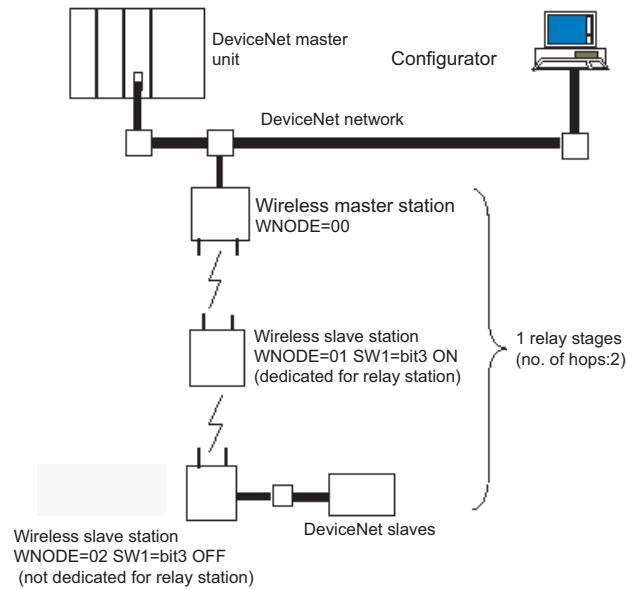 DeviceNet master
unit
Configurator
DeviceNet network
Wireless master station
WNODE=00
Wireless slave station
WNODE=01 SW1=bit3 ON
(dedicated for relay station)
1 relay stages
(no. of hops:2)
DeviceNet slaves
Wireless slave station
WNODE=02 SW1=bit3 OFF
(not dedicated for relay station)